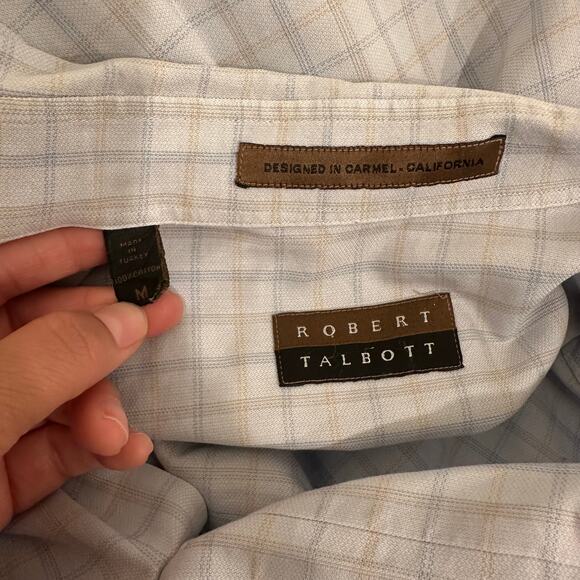 DESIGNED IN CARMEL - CALIFORNIA
MADE
IN
TURKEY
100%COTTON
M
ROBERT
TALBOTT